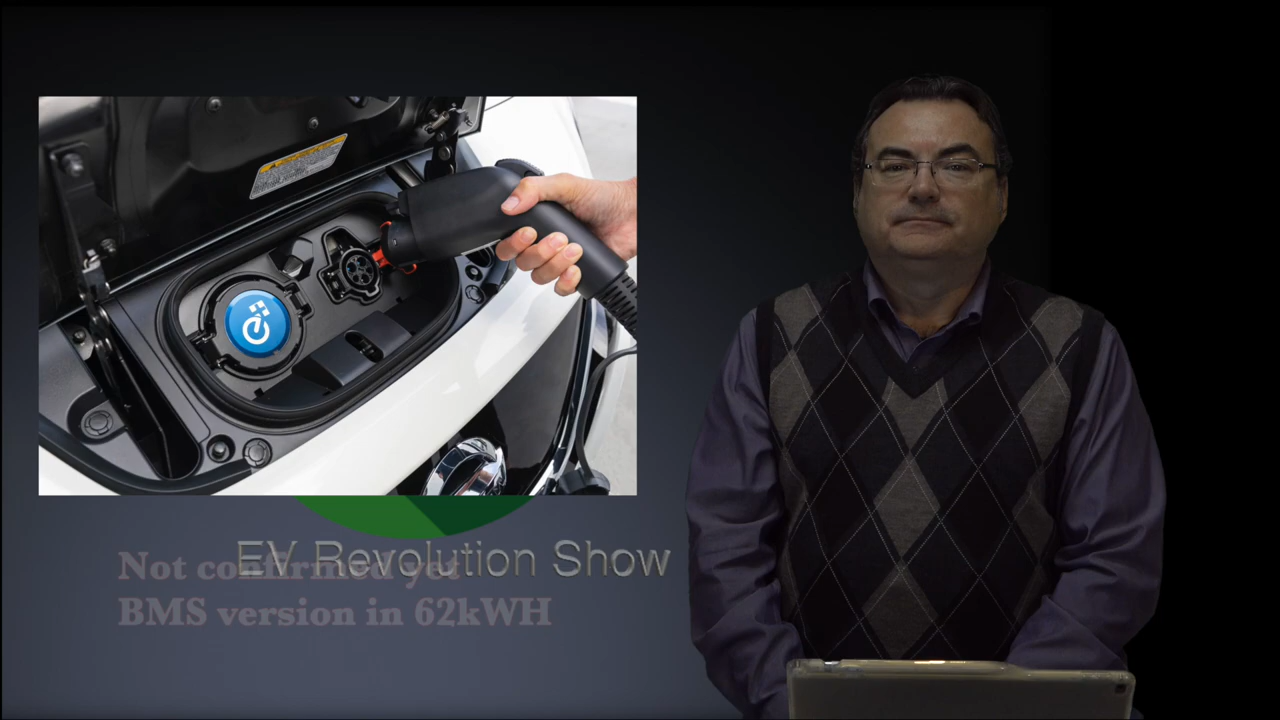 EV Revolution Show
Not confirmed yet
BMS version in 62kWH